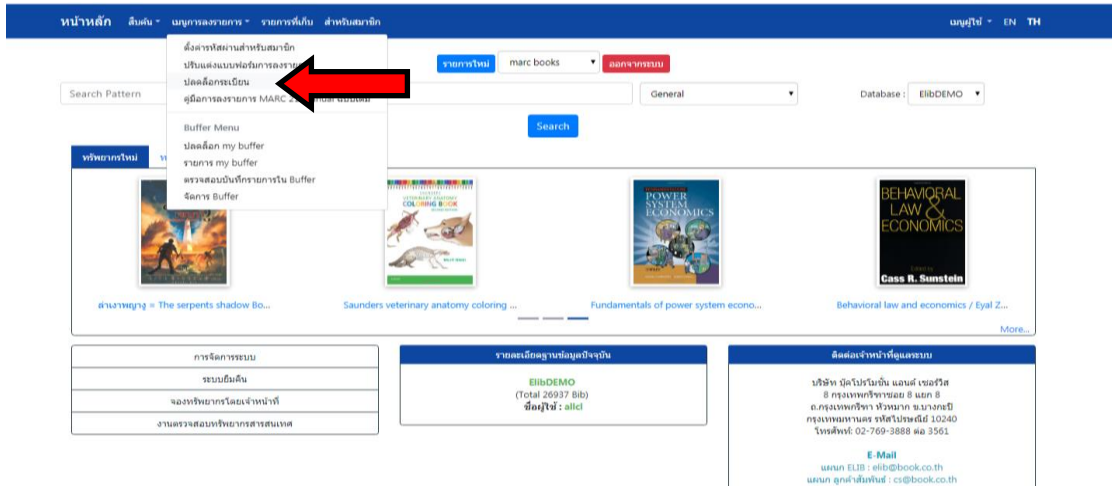 หน้าหลัก สืบค้น เมนูการลงรายการ รายการที่เก็บ สำหรับสมาชิก เมนูผู้ใช้ EN TH
ตั้งค่ารหัสผ่านสำหรับสมาชิก
ปรับแต่งแบบฟอร์มการลงราย
รายการใหม่ marc books ออกจากระบบ
ปลดล็อกระเบียน
Search Pattern General Database : ElibDEMO
คู่มือการลงรายการ MARC 21 ฉบับเต็ม
Search
Buffer Menu
ปลดล็อก my buffer
รายการ my buffer
ตรวจสอบบันทึกรายการใน Buffer
จัดการ Buffer
ทรัพยากรใหม่
VETERINARY ANATOMY
COLORING BOOK
POWER
SYSTEM
ECONOMICS
BEHAVIORAL
LAW &
ECONOMICS
Cass R. Sunstein
ล่าเงาพญางู = The serpents shadow Bo...
Saunders veterinary anatomy coloring ...
Fundamentals of power system econo...
Behavioral law and economics / Eyal Z...
More...
การจัดการระบบ
ระบบยืมคืน
จองทรัพยากรโดยเจ้าหน้าที่
งานตรวจสอบทรัพยากรสารสนเทศ
รายละเอียดฐานข้อมูลปัจจุบัน
ElibDEMO
(Total 26937 Bib)
ชื่อผู้ใช้ : allcl
ติดต่อเจ้าหน้าที่ดูแลระบบ
บริษัท บุ๊คโปรโมชั่น แอนด์ เซอร์วิส
8 กรุงเทพกรีฑาซอย 8 แยก 8
ถ.กรุงเทพกรีฑา หัวหมาก ข.บางกะปิ
กรุงเทพมหานคร รหัสไปรษณีย์ 10240
โทรศัพท์: 02-769-3888 ต่อ 3561
E-Mail
แผนก ELIB : elib@book.co.th
แผนก ลูกค้าสัมพันธ์ : cs@book.co.th